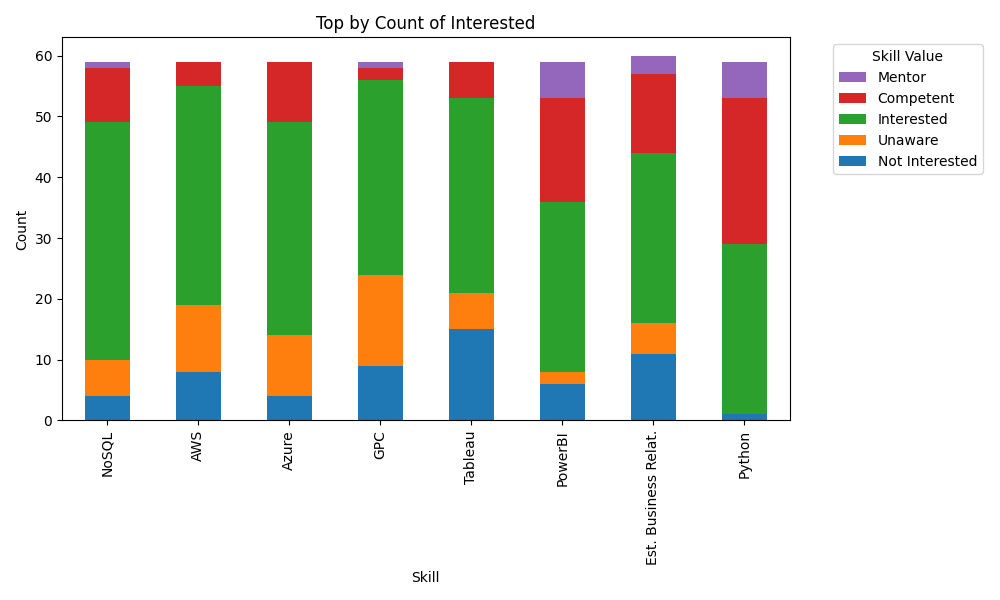 Top by Count of Interested
Count
60
50
40
30
20
10
0
NoSQL
AWS
Azure
GPC
Tableau
PowerBI
Est. Business Relat.
Python
Skill
Skill Value
Mentor
Competent
Interested
Unaware
Not Interested